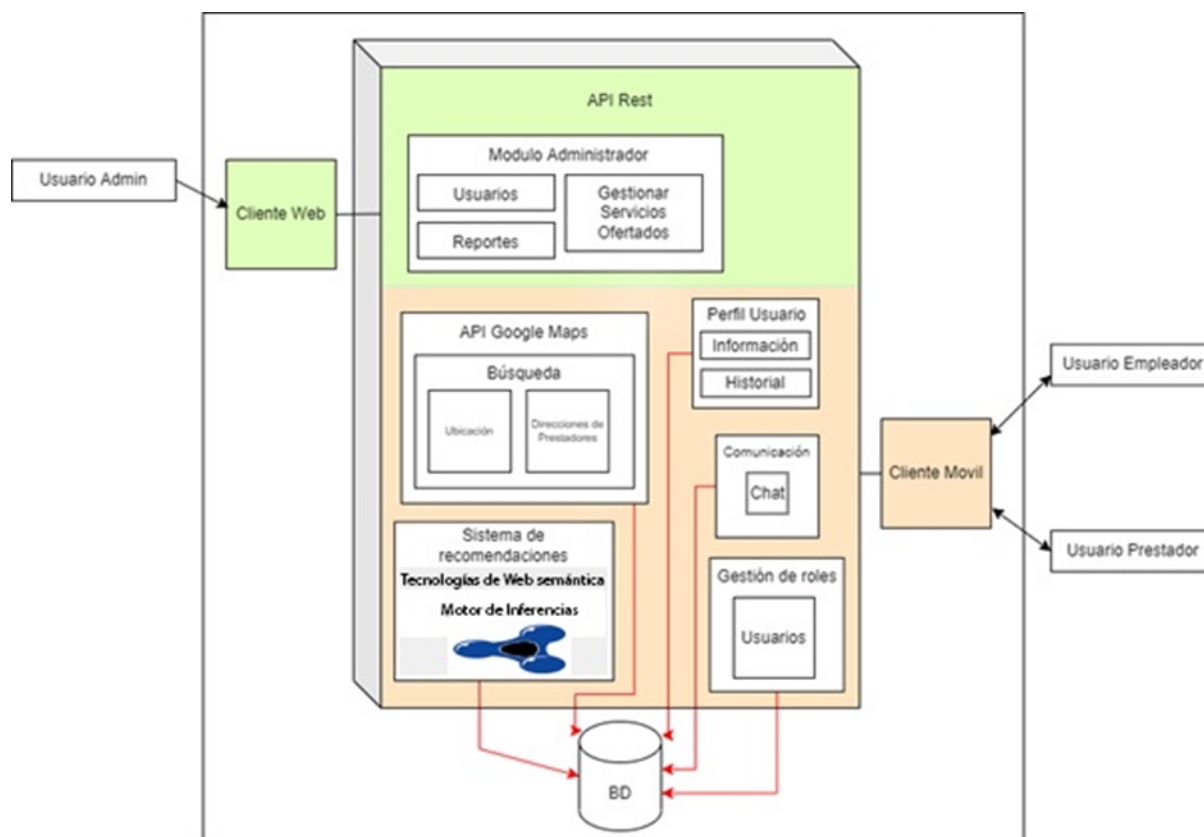 API Rest
Modulo Administrador
Usuarios
Reportes
Gestionar
Servicios
Ofertados
Usuario Admin
Cliente Web
API Google Maps
Búsqueda
Ubicación
Direcciones de
Prestadores
Perfil Usuario
Información
Historial
Comunicación
Chat
Cliente Movil
Usuario Empleador
Usuario Prestador
Sistema de
recomendaciones
Tecnologías de Web semántica
Motor de Inferencias
Gestión de roles
Usuarios
BD